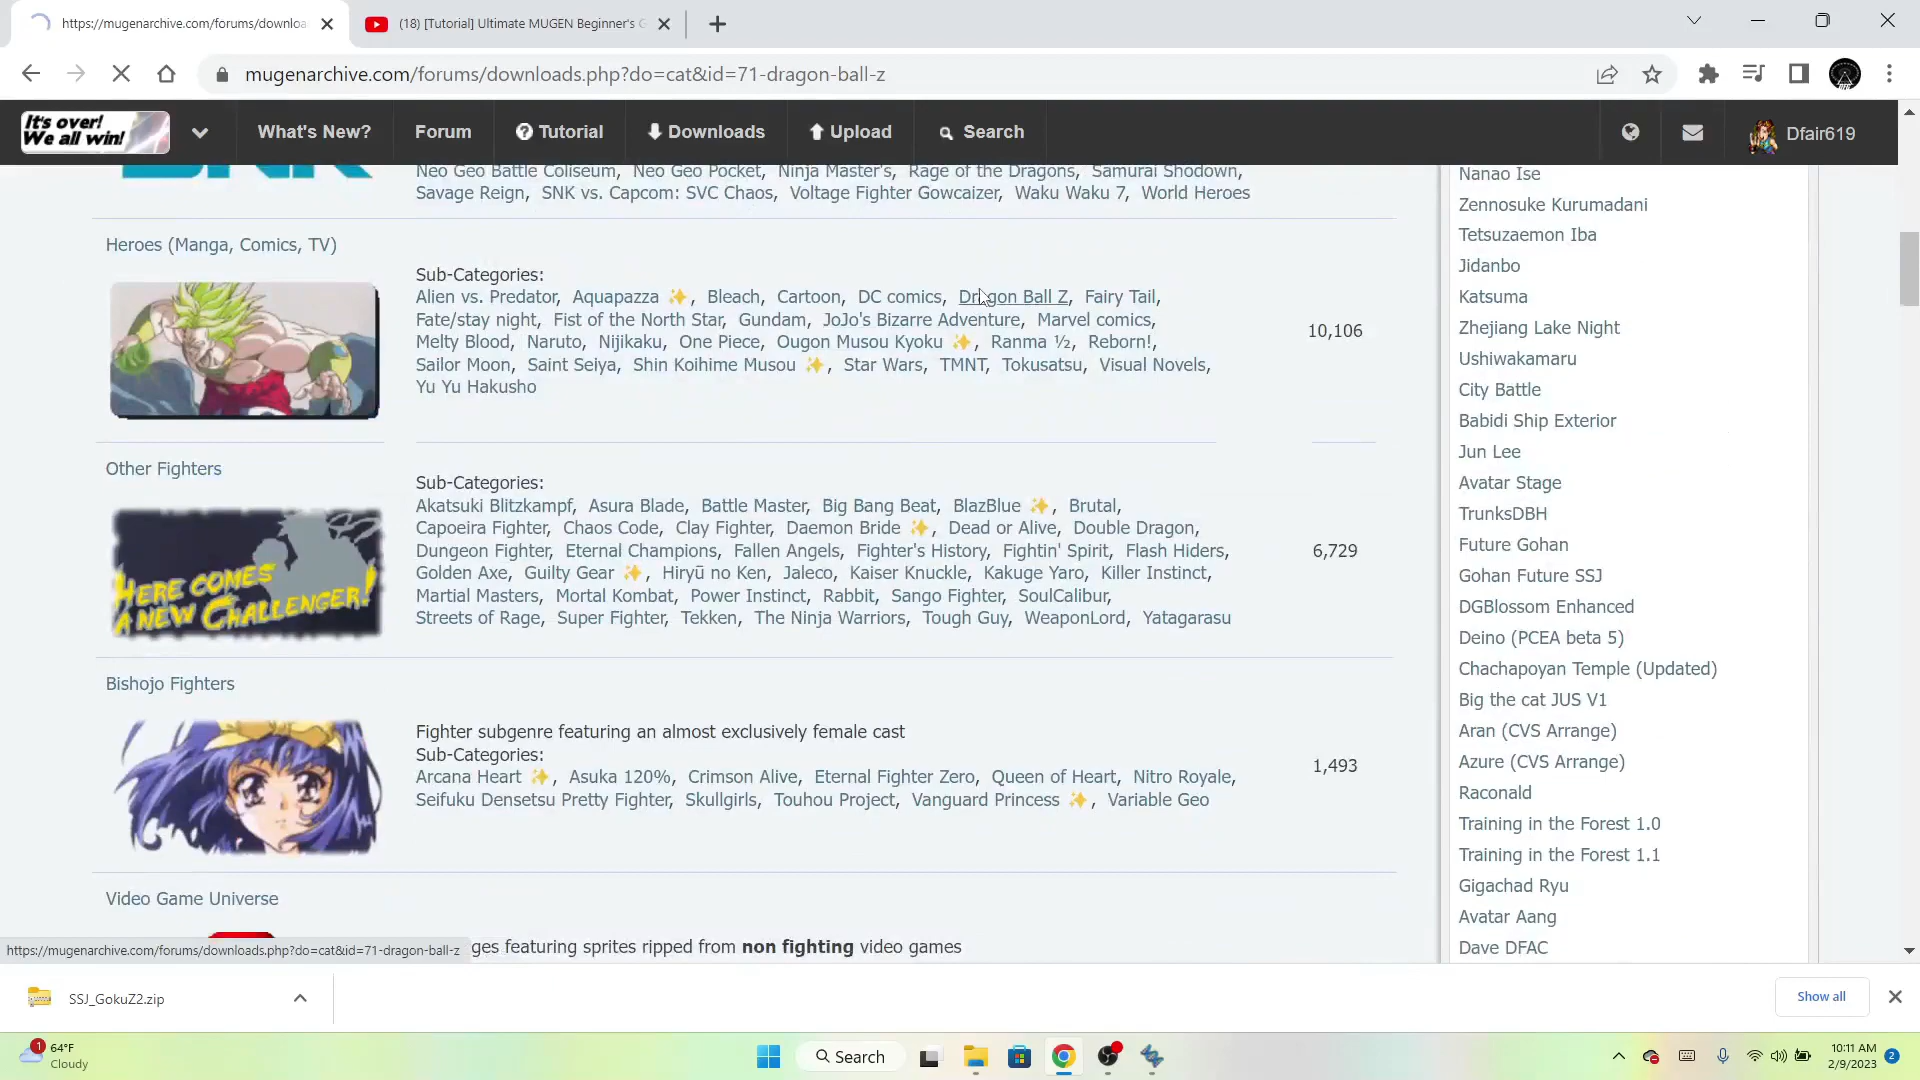 https://mugenarchive.com/forums/downloa
(18) [Tutorial] Ultimate MUGEN Beginner's G
mugenarchive.com/forums/downloads.php?do=cat&id=71-dragon-ball-z
It's over!
We all win!
What's New?
Forum
Tutorial
Downloads
Upload
Search
Dfair619
Neo Geo Battle Coliseum, Neo Geo Pocket, Ninja Master's, Rage of the Dragons, Samurai Shodown,
Savage Reign, SNK vs. Capcom: SVC Chaos, Voltage Fighter Gowcaizer, Waku Waku 7, World Heroes
Heroes (Manga, Comics, TV)
Sub-Categories:
Alien vs. Predator, Aquapazza ✨, Bleach, Cartoon, DC comics, Dragon Ball Z, Fairy Tail,
Fate/stay night, Fist of the North Star, Gundam, JoJo's Bizarre Adventure, Marvel comics,
Melty Blood, Naruto, Nijikaku, One Piece, Ougon Musou Kyoku ✨, Ranma ½, Reborn!,
Sailor Moon, Saint Seiya, Shin Koihime Musou ✨, Star Wars, TMNT, Tokusatsu, Visual Novels,
Yu Yu Hakusho
10,106
Other Fighters
HERE COMES
A NEW CHALLENGER!
Sub-Categories:
Akatsuki Blitzkampf, Asura Blade, Battle Master, Big Bang Beat, BlazBlue ✨, Brutal,
Capoeira Fighter, Chaos Code, Clay Fighter, Daemon Bride ✨, Dead or Alive, Double Dragon,
Dungeon Fighter, Eternal Champions, Fallen Angels, Fighter's History, Fightin' Spirit, Flash Hiders,
Golden Axe, Guilty Gear ✨, Hiryū no Ken, Jaleco, Kaiser Knuckle, Kakuge Yaro, Killer Instinct,
Martial Masters, Mortal Kombat, Power Instinct, Rabbit, Sango Fighter, SoulCalibur,
Streets of Rage, Super Fighter, Tekken, The Ninja Warriors, Tough Guy, WeaponLord, Yatagarasu
6,729
Bishojo Fighters
Fighter subgenre featuring an almost exclusively female cast
Sub-Categories:
Arcana Heart ✨, Asuka 120%, Crimson Alive, Eternal Fighter Zero, Queen of Heart, Nitro Royale,
Seifuku Densetsu Pretty Fighter, Skullgirls, Touhou Project, Vanguard Princess ✨, Variable Geo
1,493
Video Game Universe
ges featuring sprites ripped from non fighting video games
Nanao Ise
Zennosuke Kurumadani
Tetsuzaemon Iba
Jidanbo
Katsuma
Zhejiang Lake Night
Ushiwakamaru
City Battle
Babidi Ship Exterior
Jun Lee
Avatar Stage
TrunksDBH
Future Gohan
Gohan Future SSJ
DGBlossom Enhanced
Deino (PCEA beta 5)
Chachapoyan Temple (Updated)
Big the cat JUS V1
Aran (CVS Arrange)
Azure (CVS Arrange)
Raconald
Training in the Forest 1.0
Training in the Forest 1.1
Gigachad Ryu
Avatar Aang
Dave DFAC
https://mugenarchive.com/forums/downloads.php?do=cat&id=71-dragon-ball-z
SSJ_GokuZ2.zip
Show all
1
64°F
Cloudy
Search
10:11 AM
2/9/2023
2